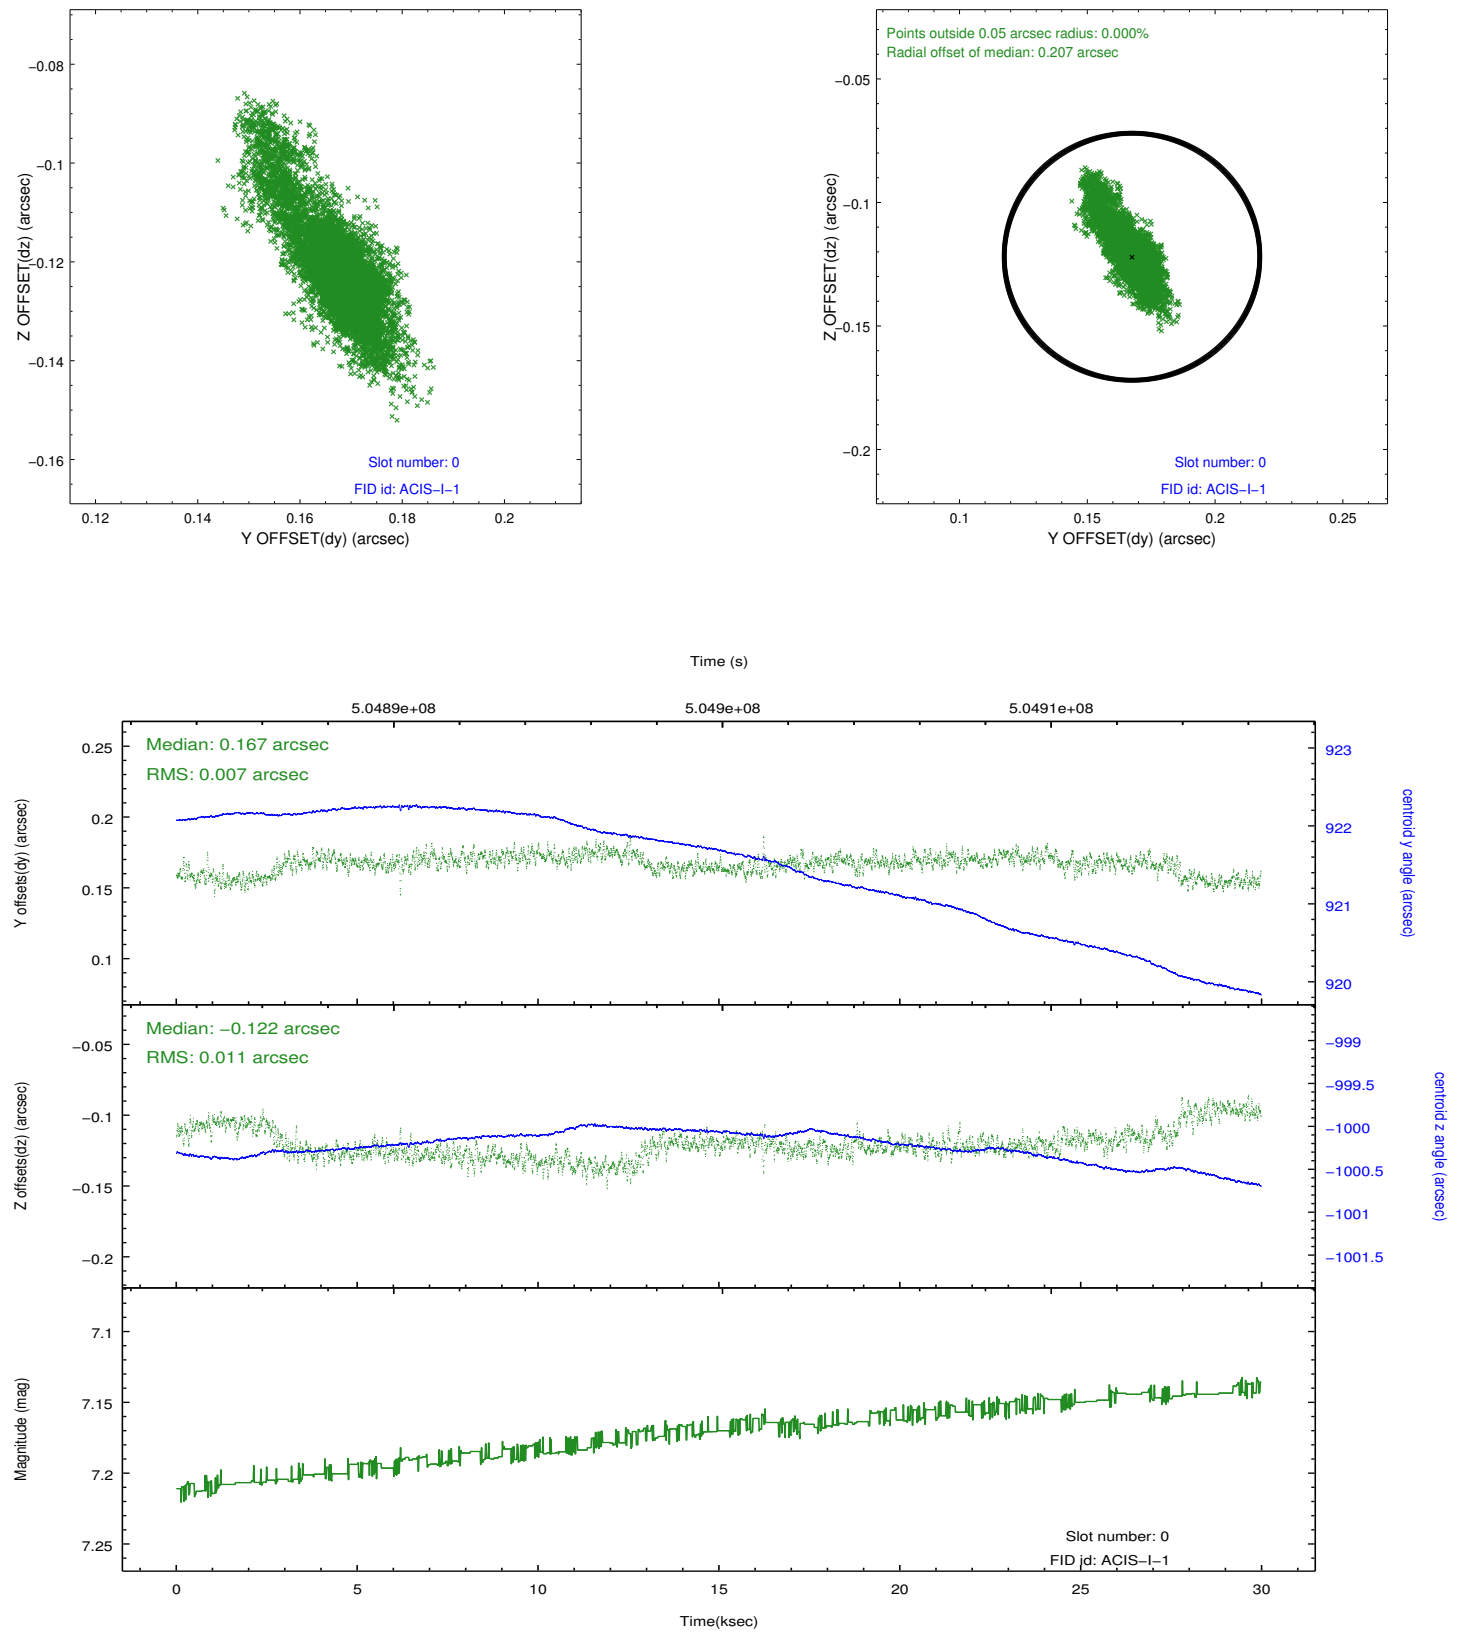 −0.08
−0.1
−0.12
−0.14
−0.16
Z OFFSET(dz) (arcsec)
Slot number: 0
FID id: ACIS−I−1
0.12 0.14 0.16 0.18 0.2
Y OFFSET(dy) (arcsec)
Points outside 0.05 arcsec radius: 0.000%
Radial offset of median: 0.207 arcsec
−0.05
−0.1
−0.15
−0.2
Z OFFSET(dz) (arcsec)
Slot number: 0
FID id: ACIS−I−1
0.1 0.15 0.2 0.25
Y OFFSET(dy) (arcsec)
Time (s)
5.0489e+08 5.049e+08 5.0491e+08
Median: 0.167 arcsec
RMS: 0.007 arcsec
0.25
0.2
0.15
0.1
Y offsets(dy) (arcsec)
923
922
921
920
centroid y angle (arcsec)
Median: −0.122 arcsec
RMS: 0.011 arcsec
−0.05
−0.1
−0.15
−0.2
Z offsets(dz) (arcsec)
−999
−999.5
−1000
−1000.5
−1001
−1001.5
centroid z angle (arcsec)
7.1
7.15
7.2
7.25
Magnitude (mag)
Slot number: 0
FID id: ACIS−I−1
0 5 10 15 20 25 30
Time(ksec)